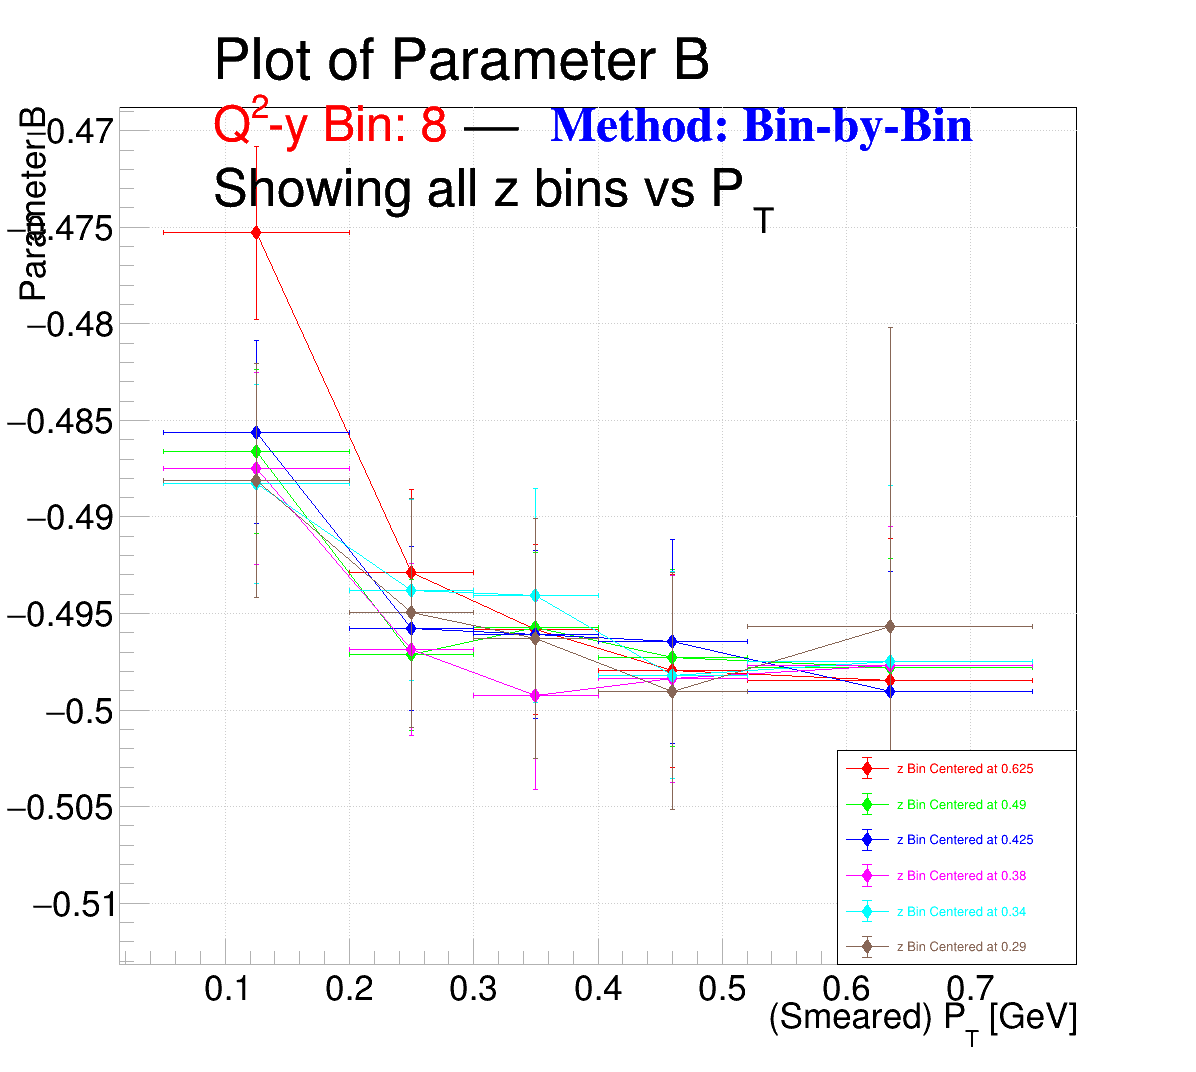 Plot of Parameter B
Q²-y Bin: 8 — Method: Bin-by-Bin
Showing all z bins vs P_T
Parameter B
−0.47
−0.475
−0.48
−0.485
−0.49
−0.495
−0.5
−0.505
−0.51
z Bin Centered at 0.625
z Bin Centered at 0.49
z Bin Centered at 0.425
z Bin Centered at 0.38
z Bin Centered at 0.34
z Bin Centered at 0.29
0.1 0.2 0.3 0.4 0.5 0.6 0.7
(Smeared) P_T [GeV]